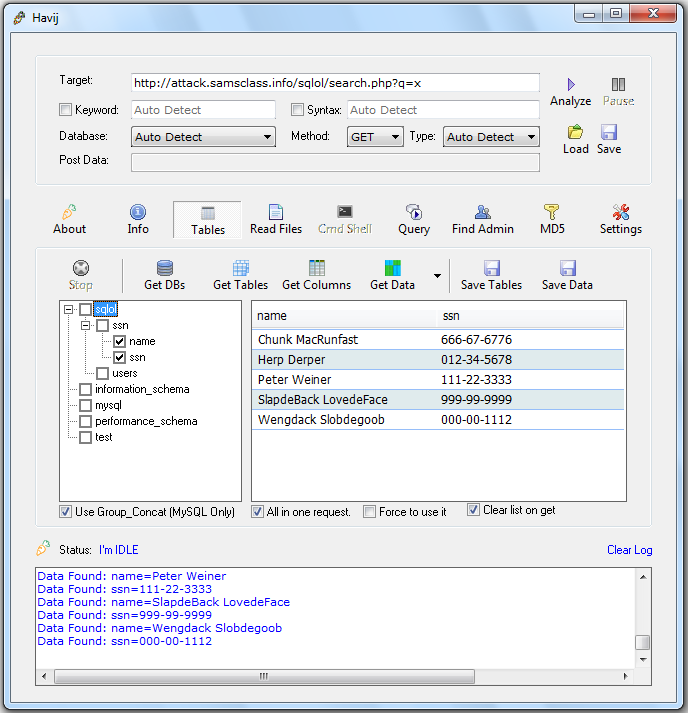 Havij
Target: http://attack.samsclass.info/sqlol/search.php?q=x
Analyze Pause
Keyword: Auto Detect Syntax: Auto Detect
Database: Auto Detect Method: GET Type: Auto Detect
Load Save
Post Data:
About Info Tables Read Files Cmd Shell Query Find Admin MD5 Settings
Stop Get DBs Get Tables Get Columns Get Data Save Tables Save Data
sqlol
ssn
name
ssn
users
information_schema
mysql
performance_schema
test
name ssn
Chunk MacRunfast 666-67-6776
Herp Derper 012-34-5678
Peter Weiner 111-22-3333
SlapdeBack LovedeFace 999-99-9999
Wengdack Slobdegoob 000-00-1112
Use Group_Concat (MySQL Only) All in one request. Force to use it Clear list on get
Status: I'm IDLE Clear Log
Data Found: name=Peter Weiner
Data Found: ssn=111-22-3333
Data Found: name=SlapdeBack LovedeFace
Data Found: ssn=999-99-9999
Data Found: name=Wengdack Slobdegoob
Data Found: ssn=000-00-1112